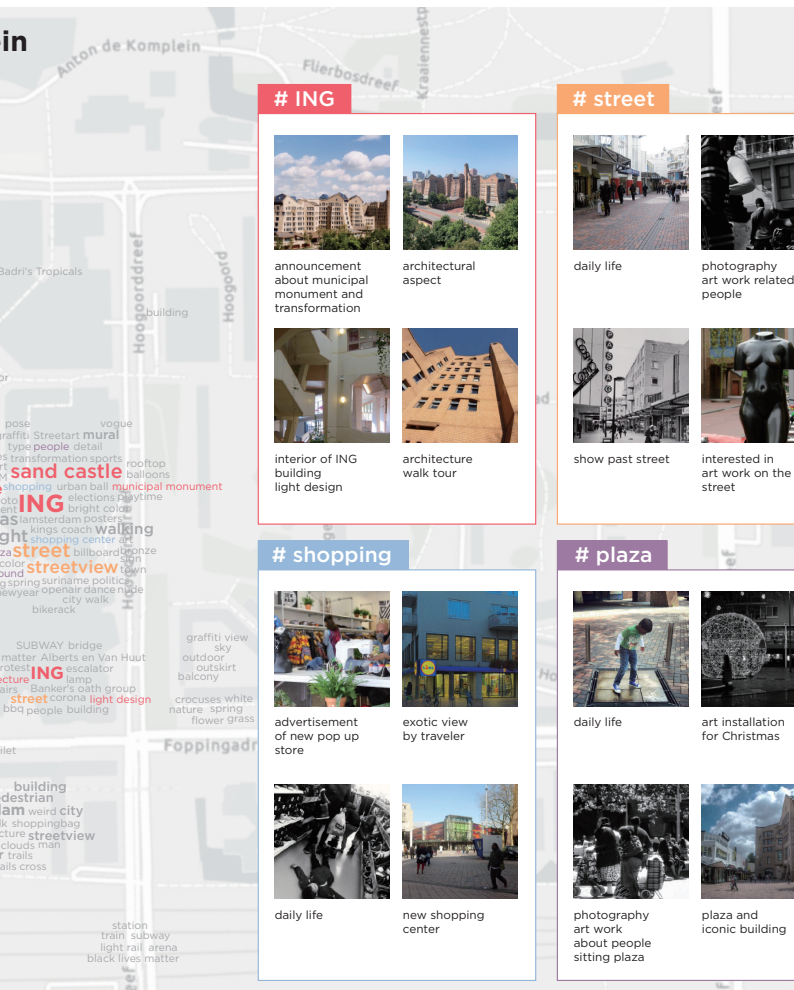 in
Anton de Komplein
Flierbosdreef
# ING
announcement
about municipal
monument and
transformation
architectural
aspect
interior of ING
building
light design
architecture
walk tour
# street
daily life
photography
art work related
people
show past street
interested in
art work on the
street
# shopping
advertisement
of new pop up
store
exotic view
by traveler
daily life
new shopping
center
# plaza
daily life
art installation
for Christmas
photography
art work
about people
sitting plaza
plaza and
iconic building
Badri's Tropicals
Hoogoorddreef
Hoogoord
building
pose vogue
graffiti Streetart mural
type people detail
transformation sports
sand castle rooftop
balloons
shopping urban ball municipal monument
ING elections playtime
bright color
amsterdam posters
kings coach walking
shopping center art
street billboard bronze
color streetview town
spring suriname politics
newyear openair dance nude
city walk
bikerack
SUBWAY bridge
matter Alberts en Van Huut
protest ING escalator
lamp
Banker's oath group
street corona light design
bbq people building
graffiti view
sky
outdoor
outskirt
balcony
crocuses white
nature spring
flower grass
Foppingadr
building
pedestrian
weird city
shoppingbag
streetview
clouds man
trails
cross
station
train subway
light rail arena
black lives matter